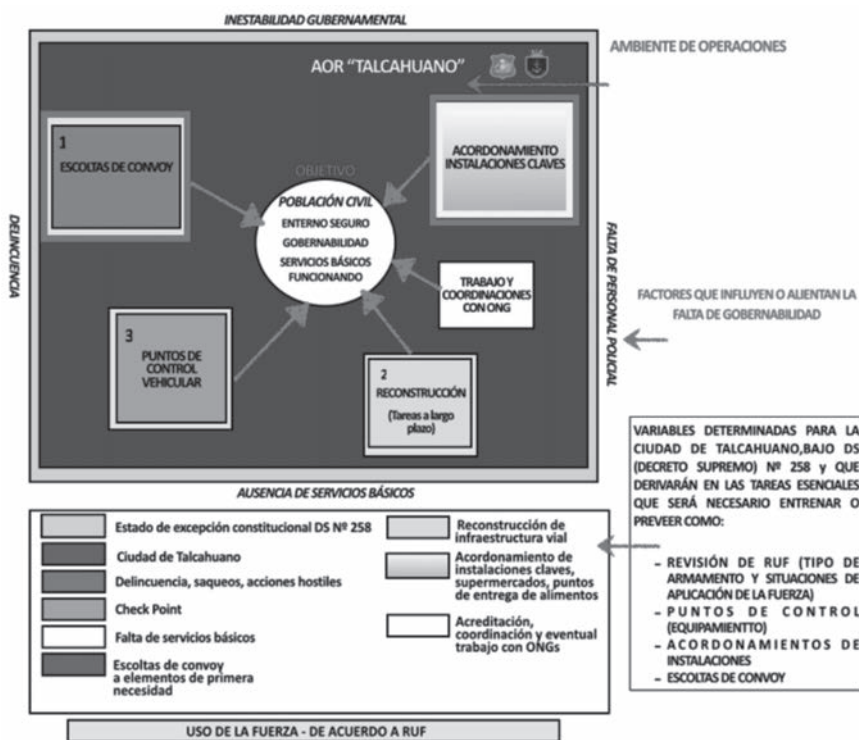 INESTABILIDAD GUBERNAMENTAL
AOR “TALCAHUANO”
AMBIENTE DE OPERACIONES
1
ESCOLTAS DE CONVOY
ACORDONAMIENTO
INSTALACIONES CLAVES
OBJETIVO
POBLACIÓN CIVIL
ENTERNO SEGURO
GOBERNABILIDAD
SERVICIOS BÁSICOS
FUNCIONANDO
DELINCUENCIA
FALTA DE PERSONAL POLICIAL
TRABAJO Y
COORDINACIONES
CON ONG
FACTORES QUE INFLUYEN O ALIENTAN LA
FALTA DE GOBERNABILIDAD
3
PUNTOS DE
CONTROL
VEHICULAR
2
RECONSTRUCCIÓN
(Tareas a largo
plazo)
AUSENCIA DE SERVICIOS BÁSICOS
VARIABLES DETERMINADAS PARA LA
CIUDAD DE TALCAHUANO,BAJO DS
(DECRETO SUPREMO) Nº 258 y QUE
DERIVARÁN EN LAS TAREAS ESENCIALES
QUE SERÁ NECESARIO ENTRENAR O
PREVEER COMO:
- REVISIÓN DE RUF (TIPO DE
ARMAMENTO Y SITUACIONES DE
APLICACIÓN DE LA FUERZA)
- PUNTOS DE CONTROL
(EQUIPAMIENTTO)
- ACORDONAMIENTOS DE
INSTALACIONES
- ESCOLTAS DE CONVOY
Estado de excepción constitucional DS Nº 258
Ciudad de Talcahuano
Delincuencia, saqueos, acciones hostiles
Check Point
Falta de servicios básicos
Escoltas de convoy
a elementos de primera
necesidad
Reconstrucción de
infraestructura vial
Acordonamiento de
instalaciones claves,
supermercados, puntos
de entrega de alimentos
Acreditación,
coordinación y eventual
trabajo con ONGs
USO DE LA FUERZA - DE ACUERDO A RUF